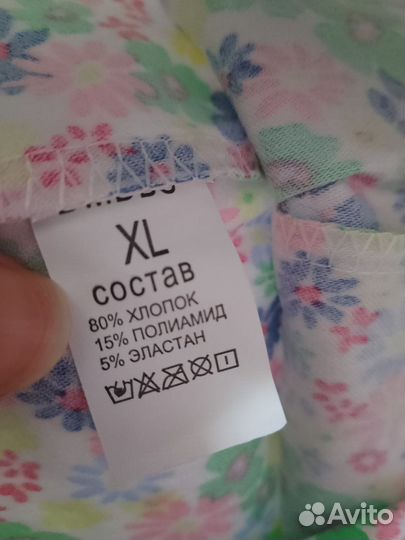 XL
состав
80% ХЛОПОК
15% ПОЛИАМИД
5% ЭЛАСТАН
Avito